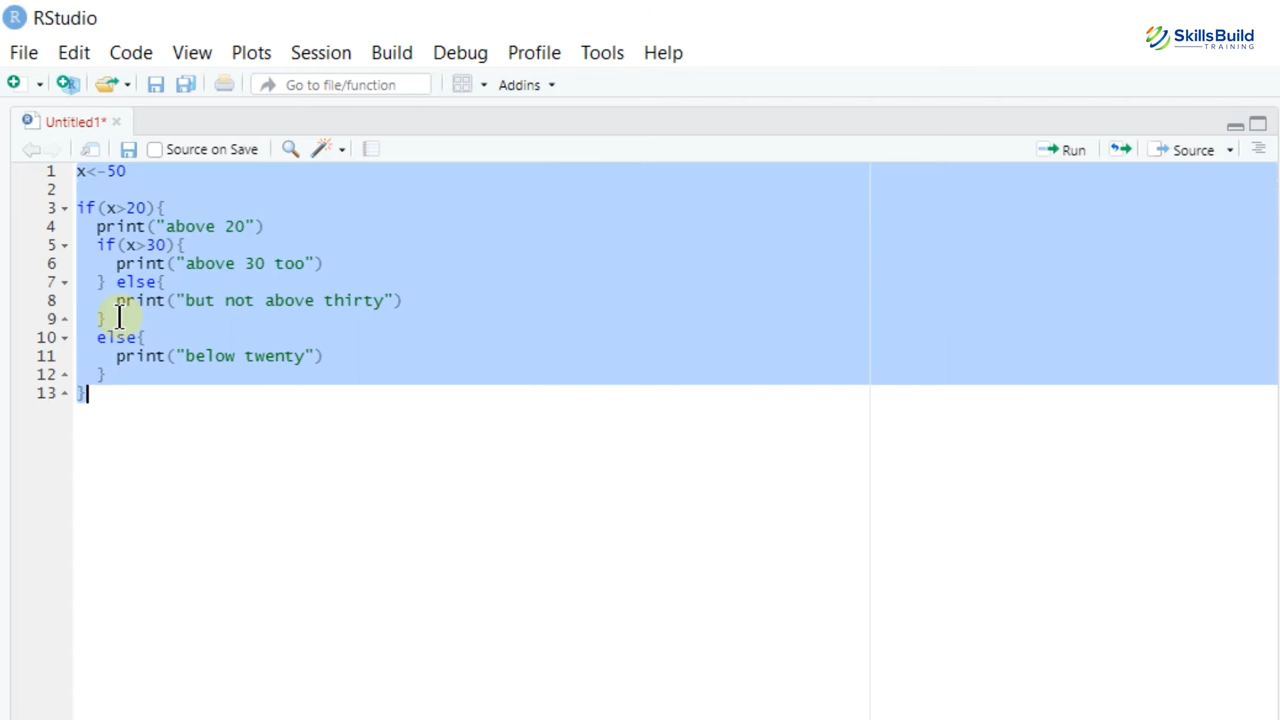 RStudio
SkillsBuild
TRAINING
File Edit Code View Plots Session Build Debug Profile Tools Help
Go to file/function Addins
Untitled1*
Source on Save Run Source
1 x<-50
2
3 if(x>20){
4   print("above 20")
5   if(x>30){
6     print("above 30 too")
7   } else{
8     print("but not above thirty")
9   }
10   else{
11     print("below twenty")
12   }
13 }